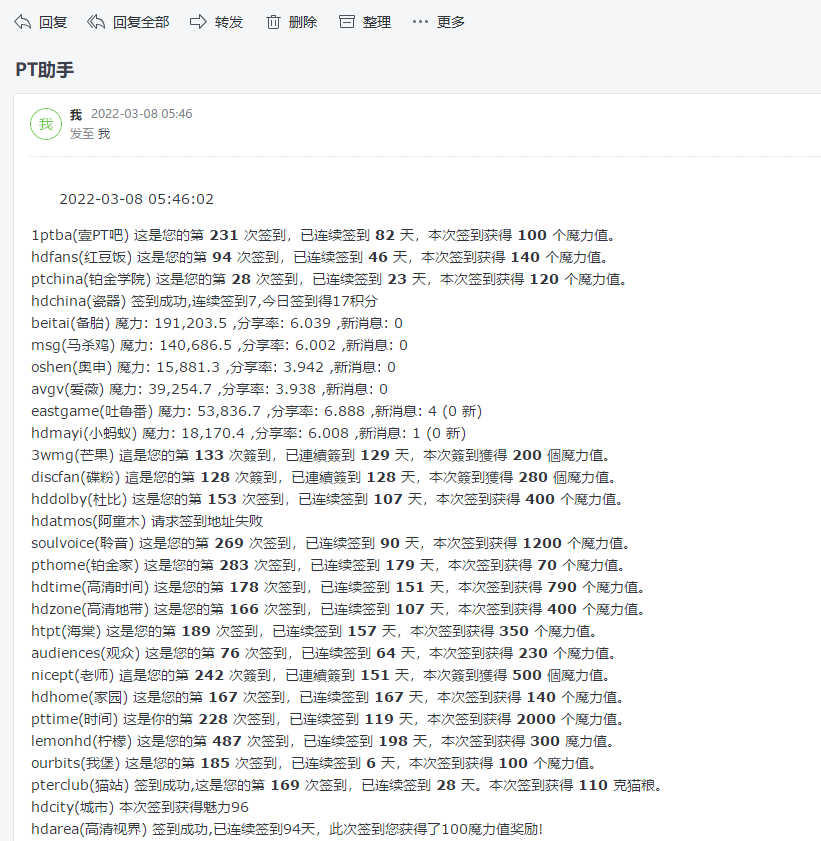 回复 回复全部 转发 删除 整理 ··· 更多
PT助手
我 我 2022-03-08 05:46
发至 我
2022-03-08 05:46:02
1ptba(壹PT吧) 这是您的第 231 次签到，已连续签到 82 天，本次签到获得 100 个魔力值。
hdfans(红豆饭) 这是您的第 94 次签到，已连续签到 46 天，本次签到获得 140 个魔力值。
ptchina(铂金学院) 这是您的第 28 次签到，已连续签到 23 天，本次签到获得 120 个魔力值。
hdchina(瓷器) 签到成功,连续签到7,今日签到得17积分
beitai(备胎) 魔力: 191,203.5 ,分享率: 6.039 ,新消息: 0
msg(马杀鸡) 魔力: 140,686.5 ,分享率: 6.002 ,新消息: 0
oshen(奥申) 魔力: 15,881.3 ,分享率: 3.942 ,新消息: 0
avgv(爱薇) 魔力: 39,254.7 ,分享率: 3.938 ,新消息: 0
eastgame(吐鲁番) 魔力: 53,836.7 ,分享率: 6.888 ,新消息: 4 (0 新)
hdmayi(小蚂蚁) 魔力: 18,170.4 ,分享率: 6.008 ,新消息: 1 (0 新)
3wmg(芒果) 這是您的第 133 次簽到，已連續簽到 129 天，本次簽到獲得 200 個魔力值。
discfan(碟粉) 這是您的第 128 次簽到，已連續簽到 128 天，本次簽到獲得 280 個魔力值。
hddolby(杜比) 这是您的第 153 次签到，已连续签到 107 天，本次签到获得 400 个魔力值。
hdatmos(阿童木) 请求签到地址失败
soulvoice(聆音) 这是您的第 269 次签到，已连续签到 90 天，本次签到获得 1200 个魔力值。
pthome(铂金家) 这是您的第 283 次签到，已连续签到 179 天，本次签到获得 70 个魔力值。
hdtime(高清时间) 这是您的第 178 次签到，已连续签到 151 天，本次签到获得 790 个魔力值。
hdzone(高清地带) 这是您的第 166 次签到，已连续签到 107 天，本次签到获得 400 个魔力值。
htpt(海棠) 这是您的第 189 次签到，已连续签到 157 天，本次签到获得 350 个魔力值。
audiences(观众) 这是您的第 76 次签到，已连续签到 64 天，本次签到获得 230 个魔力值。
nicept(老师) 這是您的第 242 次簽到，已連續簽到 151 天，本次簽到獲得 500 個魔力值。
hdhome(家园) 这是您的第 167 次签到，已连续签到 167 天，本次签到获得 140 个魔力值。
pttime(时间) 这是你的第 228 次签到，已连续签到 119 天，本次签到获得 2000 个魔力值。
lemonhd(柠檬) 这是您的第 487 次签到，已连续签到 198 天，本次签到获得 300 魔力值。
ourbits(我堡) 这是您的第 185 次签到，已连续签到 6 天，本次签到获得 100 个魔力值。
pterclub(猫站) 签到成功,这是您的第 169 次签到，已连续签到 28 天。本次签到获得 110 克猫粮。
hdcity(城市) 本次签到获得魅力96
hdarea(高清视界) 签到成功,已连续签到94天，此次签到您获得了100魔力值奖励!